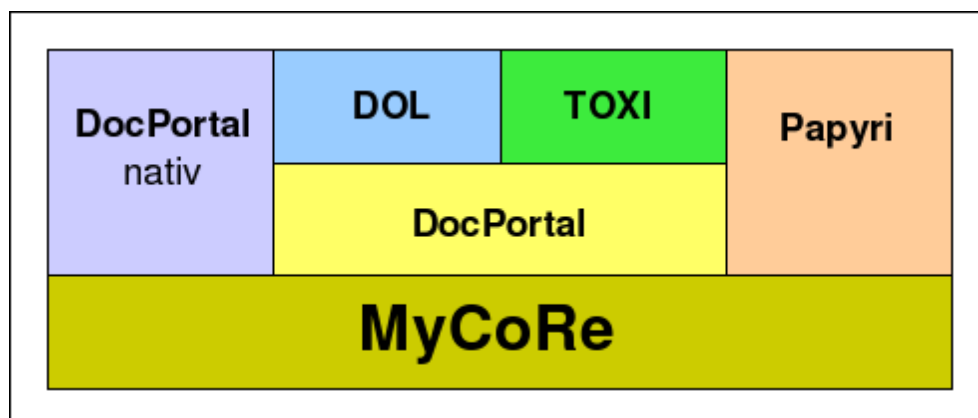 DocPortal
nativ
DOL
TOXI
Papyri
DocPortal
MyCoRe